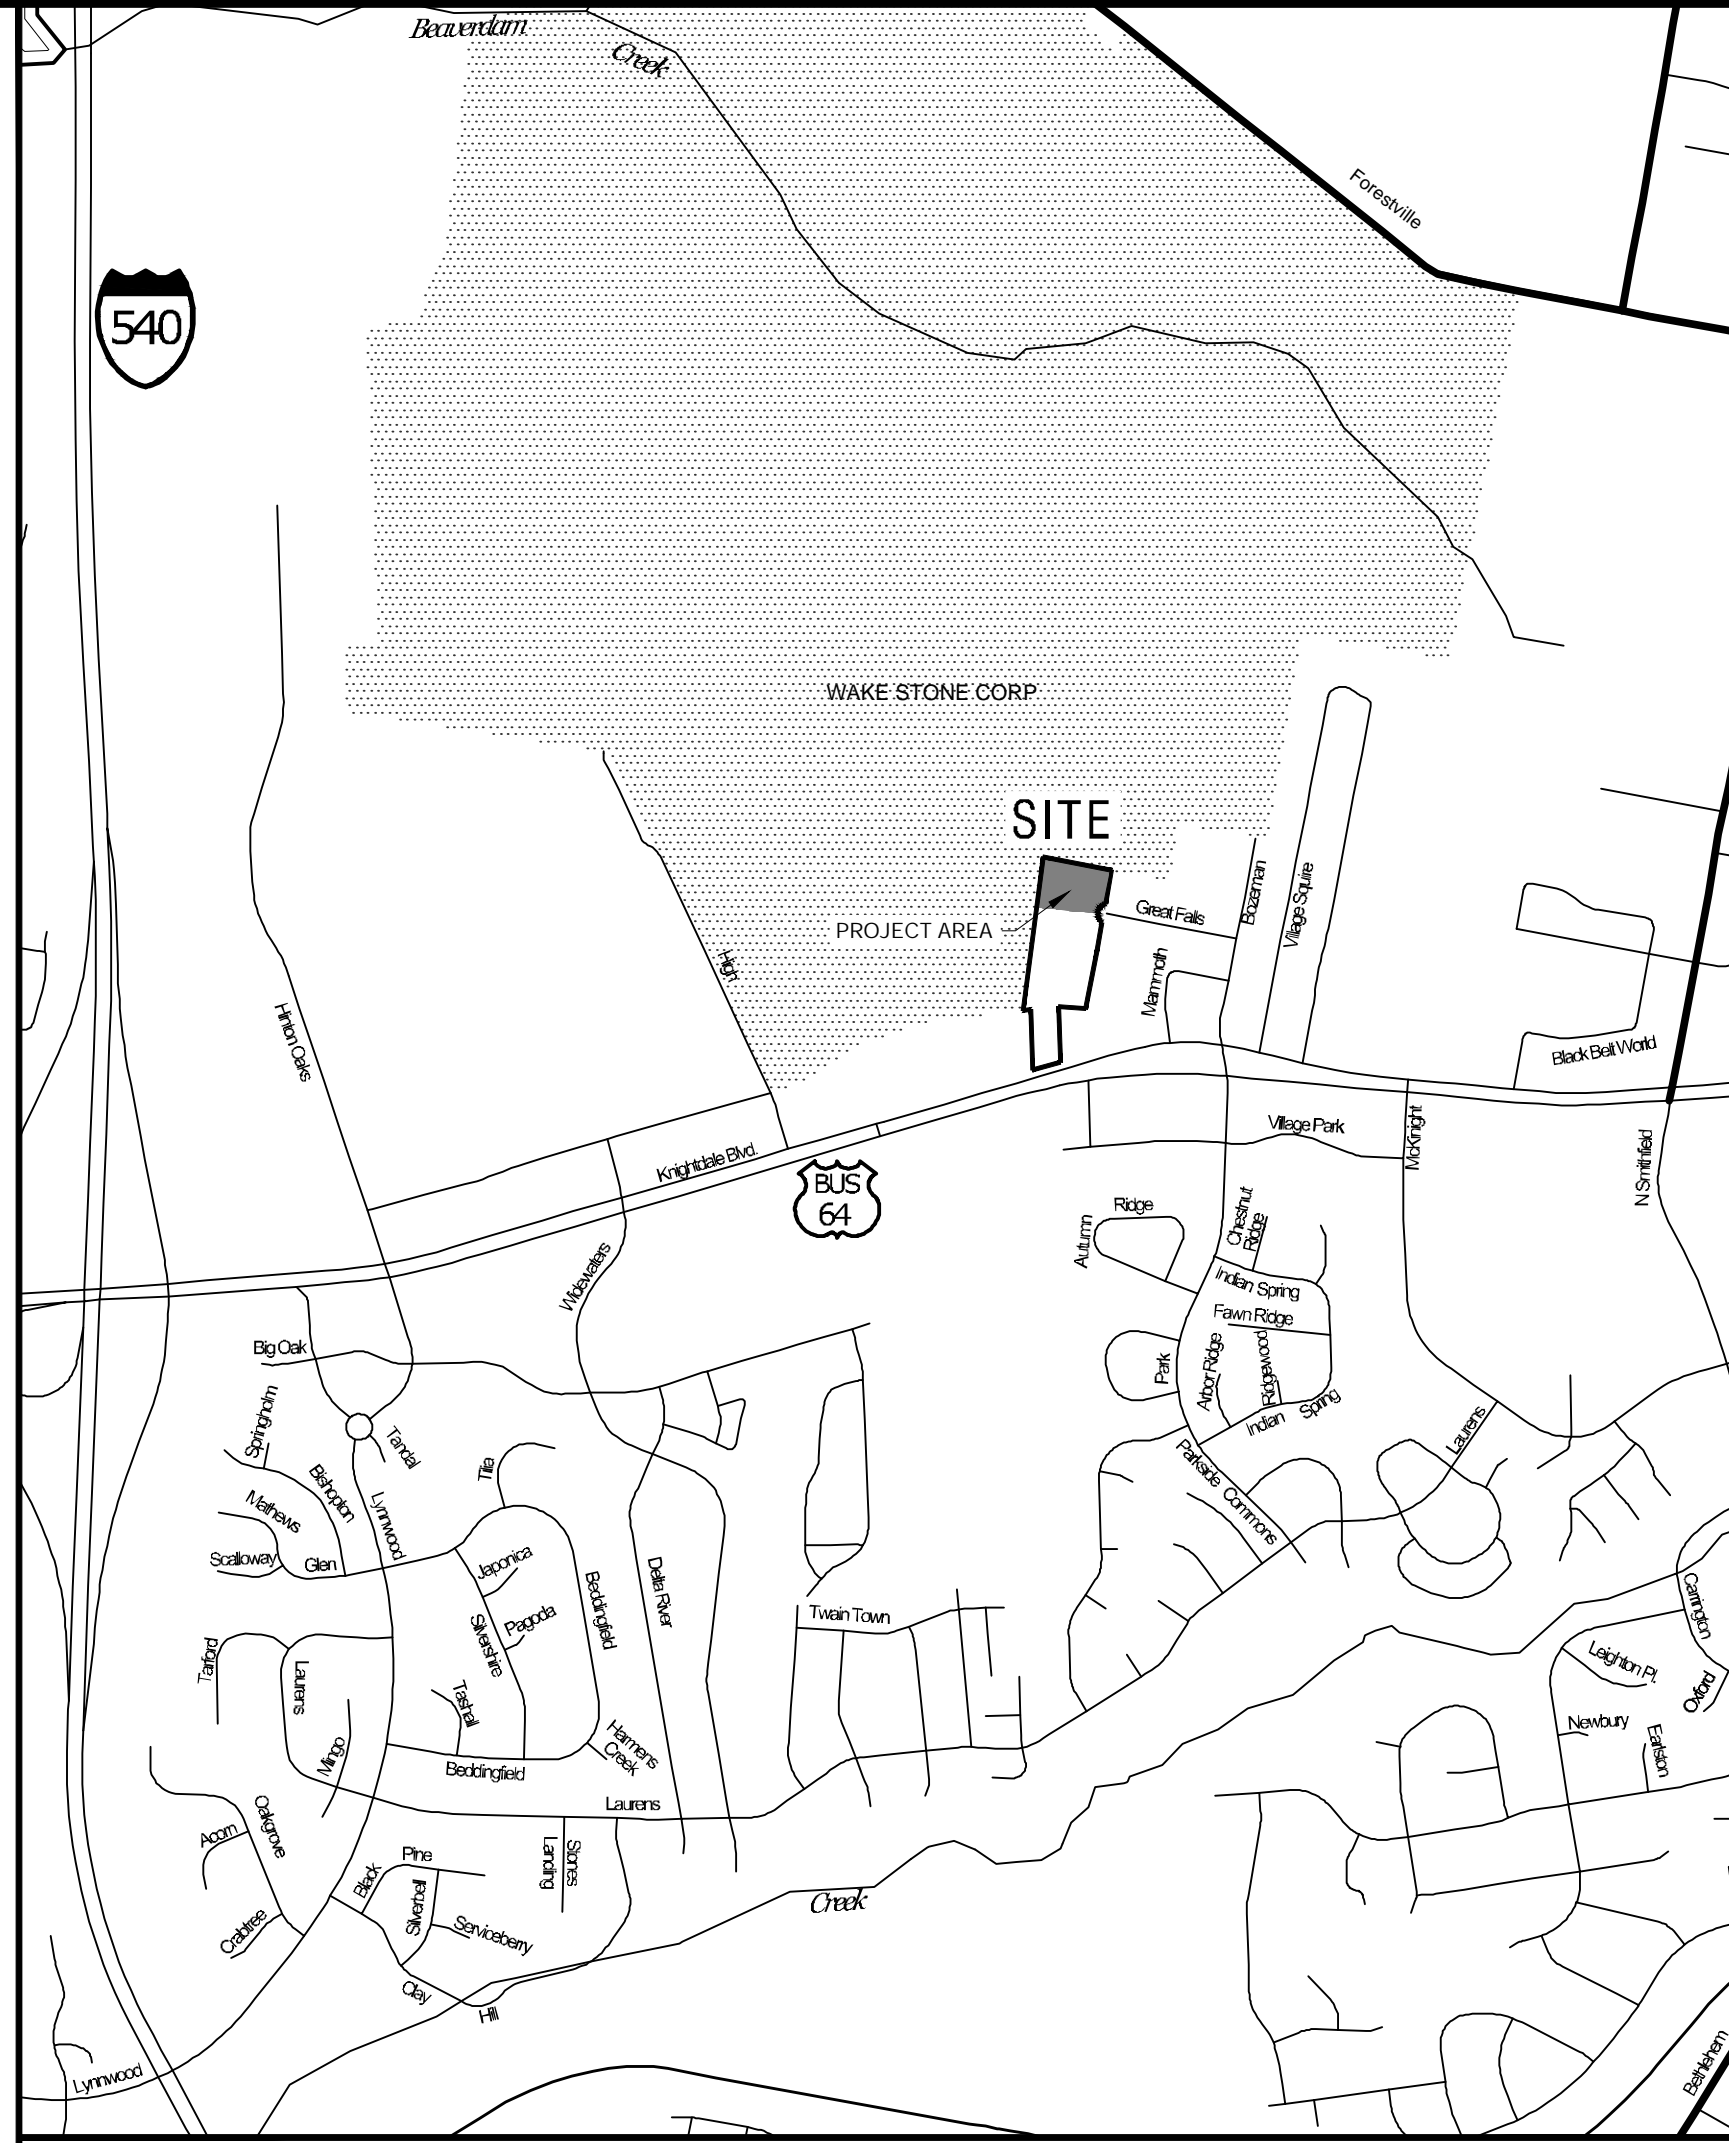 Beaverdam
Creek
Forestville
540
WAKE STONE CORP
SITE
PROJECT AREA
Great Falls
Bozeman
Village Squire
Mammoth
High
Hinton Oaks
Black Belt World
Village Park
McKnight
N Smithfield
Knightdale Blvd.
BUS
64
Ridge
Autumn
Chestnut
Ridge
Widewaters
Indian Spring
Fawn Ridge
Big Oak
Park
Arbor Ridge
Ridgewood
Indian Spring
Springholm
Tandal
Laurens
Tilia
Bishopton
Parkside Commons
Mathews
Lynnwood
Scalloway
Glen
Japonica
Beddingfield
Delta River
Pagoda
Silvershire
Twain Town
Carrington
Tarford
Laurens
Leighton Pl.
Oxford
Tashall
Newbury
Earlston
Mingo
Harmens
Creek
Beddingfield
Laurens
Oakgrove
Acorn
Pine
Black
Stones
Landing
Silverbell
Creek
Crabtree
Serviceberry
Clay
Hill
Lynnwood
Bethlehem